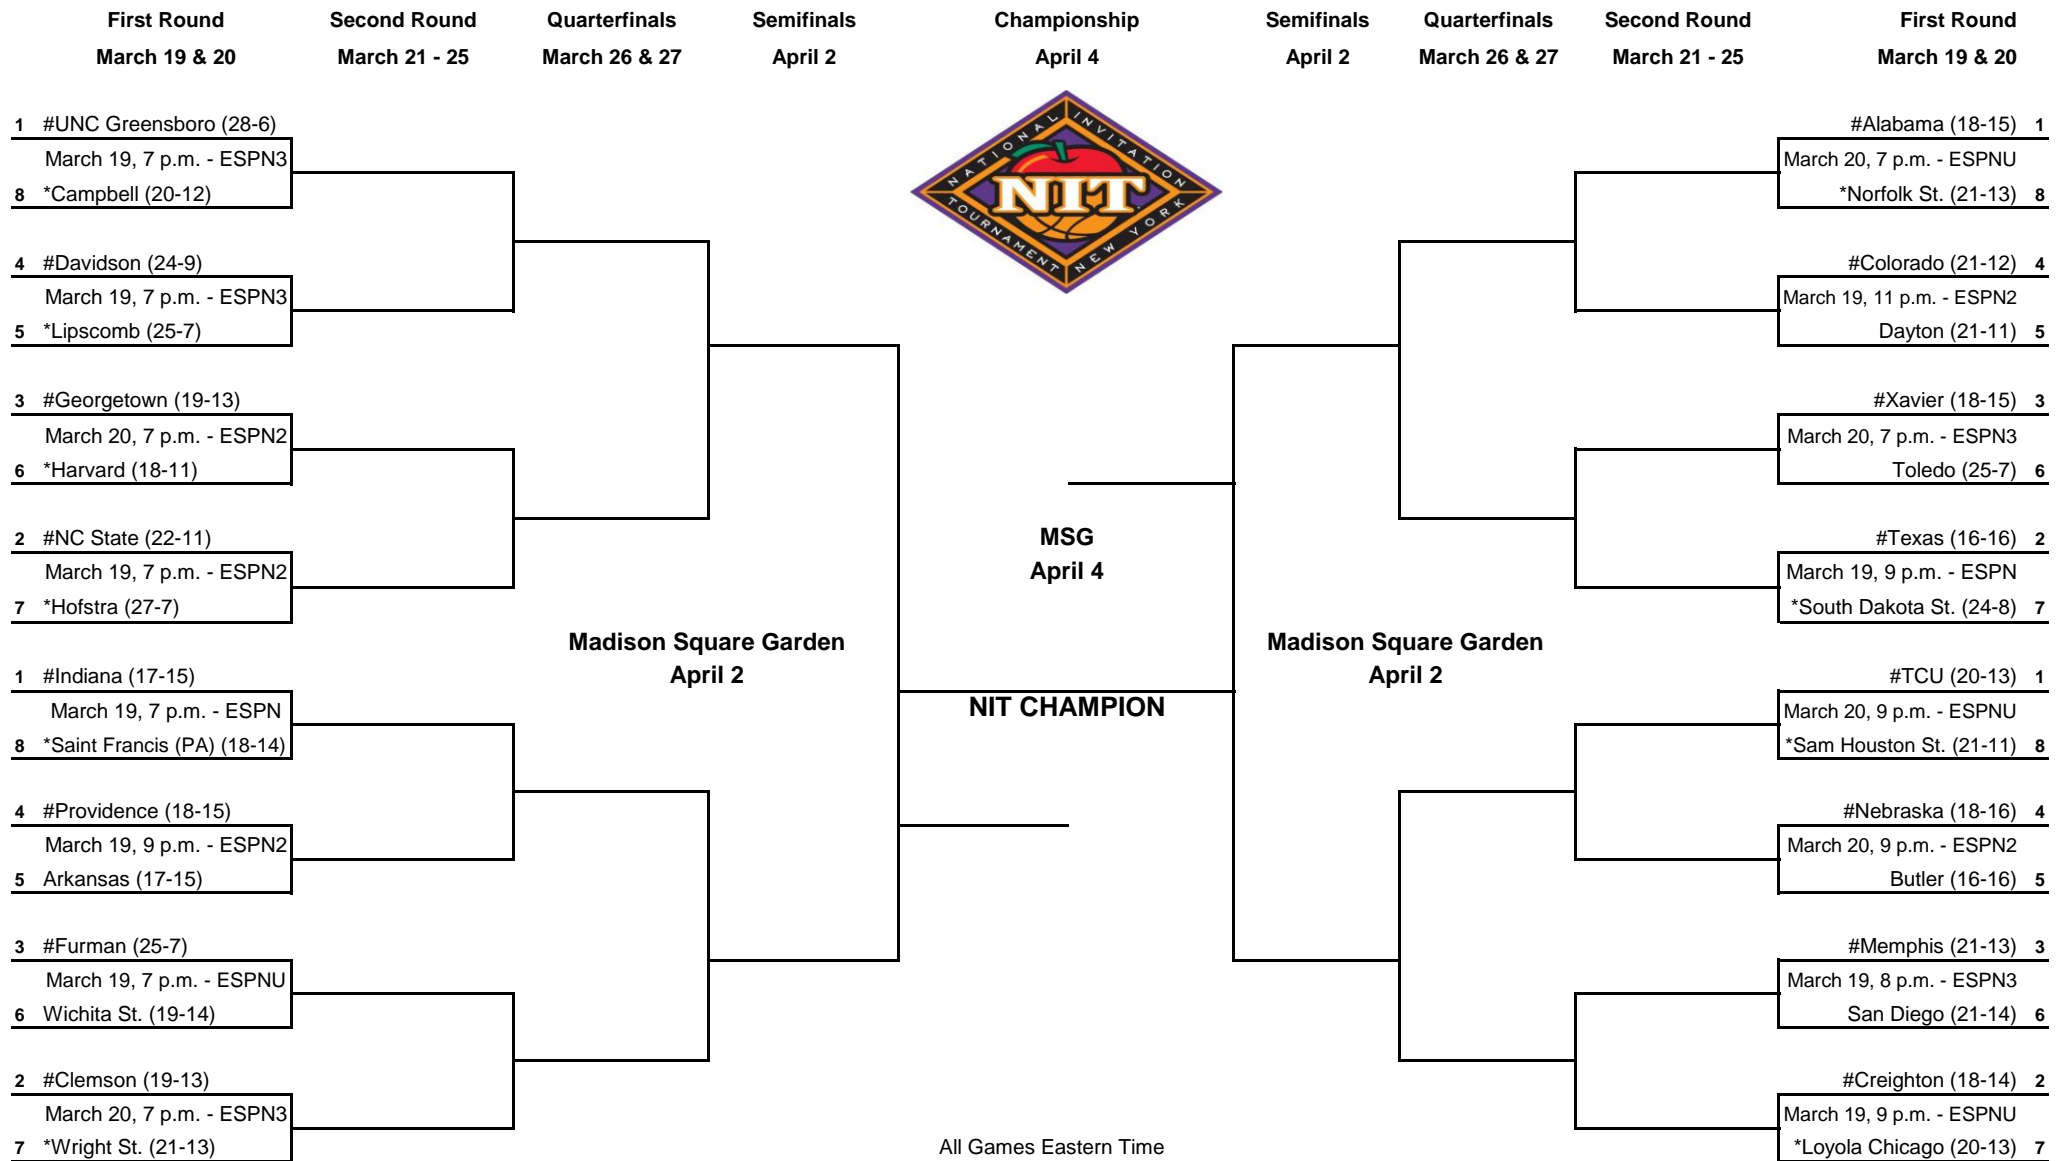 First Round Second Round Quarterfinals Semifinals Championship Semifinals Quarterfinals Second Round First Round
March 19 & 20 March 21 - 25 March 26 & 27 April 2 April 4 April 2 March 26 & 27 March 21 - 25 March 19 & 20
NATIONAL INVITATION
NIT
TOURNAMENT NEW YORK
1 #UNC Greensboro (28-6)
March 19, 7 p.m. - ESPN3
8 *Campbell (20-12)
4 #Davidson (24-9)
March 19, 7 p.m. - ESPN3
5 *Lipscomb (25-7)
3 #Georgetown (19-13)
March 20, 7 p.m. - ESPN2
6 *Harvard (18-11)
2 #NC State (22-11)
March 19, 7 p.m. - ESPN2
7 *Hofstra (27-7)
1 #Indiana (17-15)
March 19, 7 p.m. - ESPN
8 *Saint Francis (PA) (18-14)
4 #Providence (18-15)
March 19, 9 p.m. - ESPN2
5 Arkansas (17-15)
3 #Furman (25-7)
March 19, 7 p.m. - ESPNU
6 Wichita St. (19-14)
2 #Clemson (19-13)
March 20, 7 p.m. - ESPN3
7 *Wright St. (21-13)
Madison Square Garden
April 2
MSG
April 4
NIT CHAMPION
Madison Square Garden
April 2
#Alabama (18-15) 1
March 20, 7 p.m. - ESPNU
*Norfolk St. (21-13) 8
#Colorado (21-12) 4
March 19, 11 p.m. - ESPN2
Dayton (21-11) 5
#Xavier (18-15) 3
March 20, 7 p.m. - ESPN3
Toledo (25-7) 6
#Texas (16-16) 2
March 19, 9 p.m. - ESPN
*South Dakota St. (24-8) 7
#TCU (20-13) 1
March 20, 9 p.m. - ESPNU
*Sam Houston St. (21-11) 8
#Nebraska (18-16) 4
March 20, 9 p.m. - ESPN2
Butler (16-16) 5
#Memphis (21-13) 3
March 19, 8 p.m. - ESPN3
San Diego (21-14) 6
#Creighton (18-14) 2
March 19, 9 p.m. - ESPNU
*Loyola Chicago (20-13) 7
All Games Eastern Time